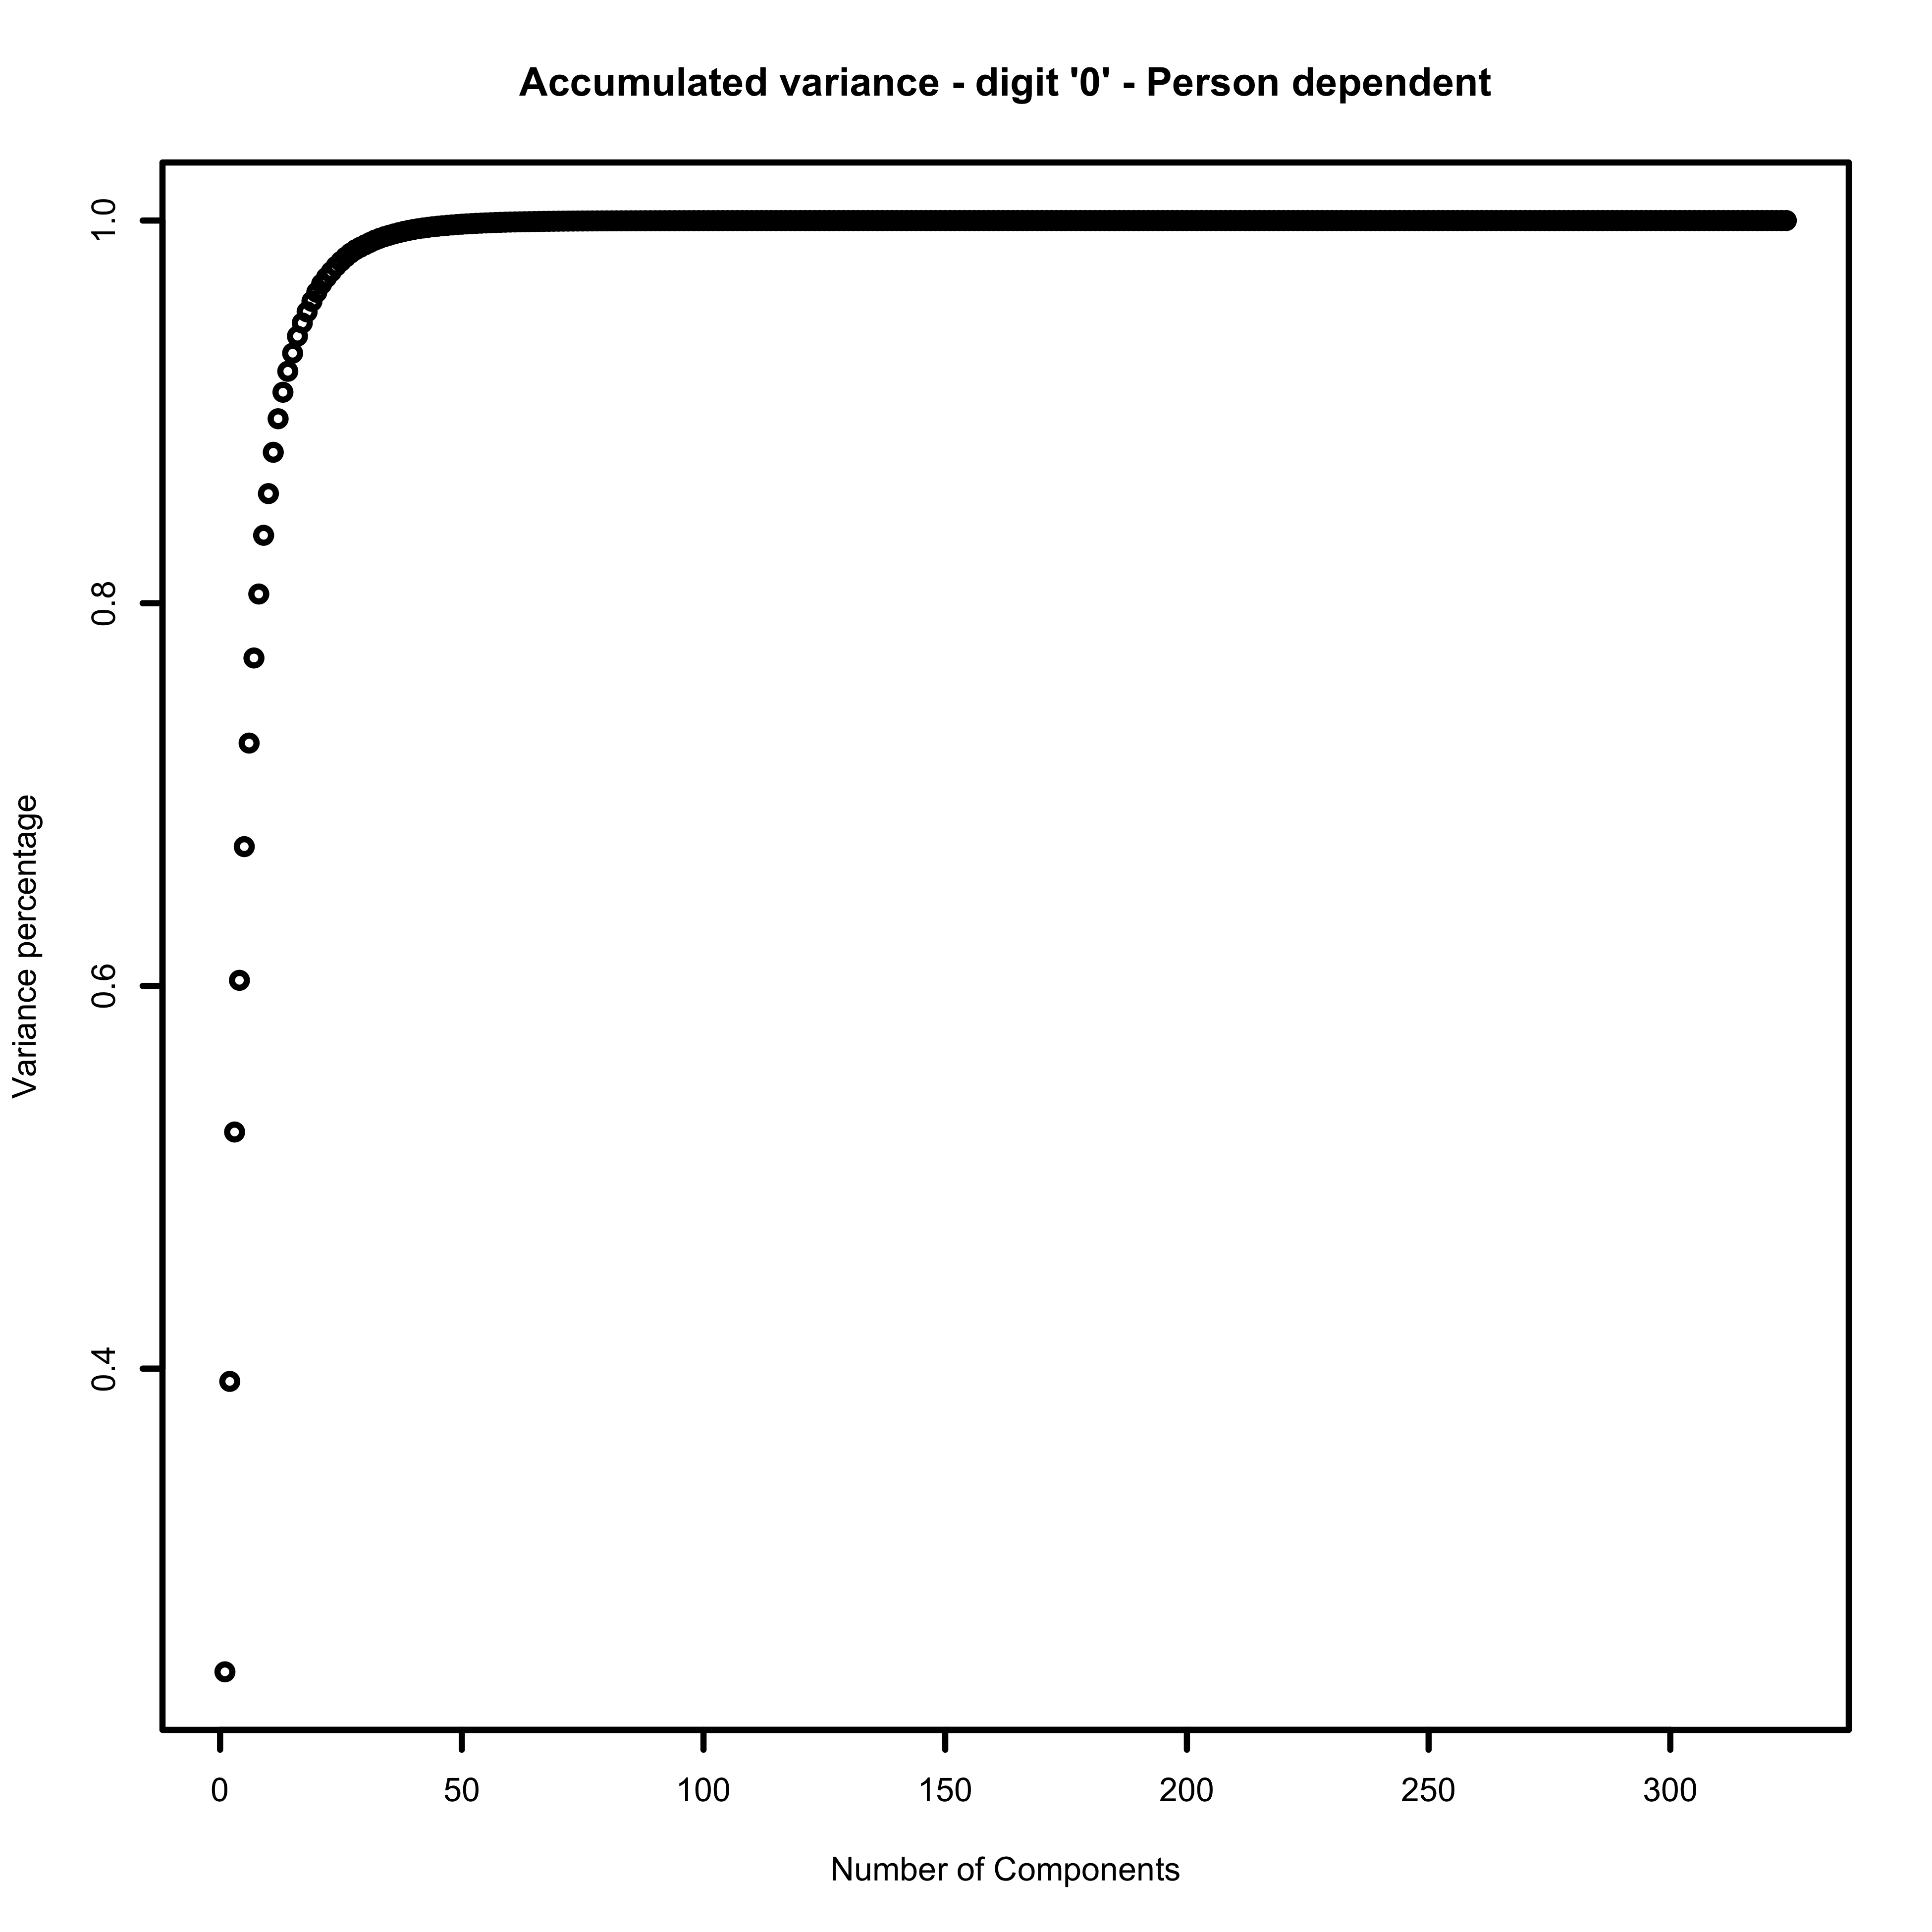 Accumulated variance - digit '0' - Person dependent
Variance percentage
1.0
0.8
0.6
0.4
0 50 100 150 200 250 300
Number of Components